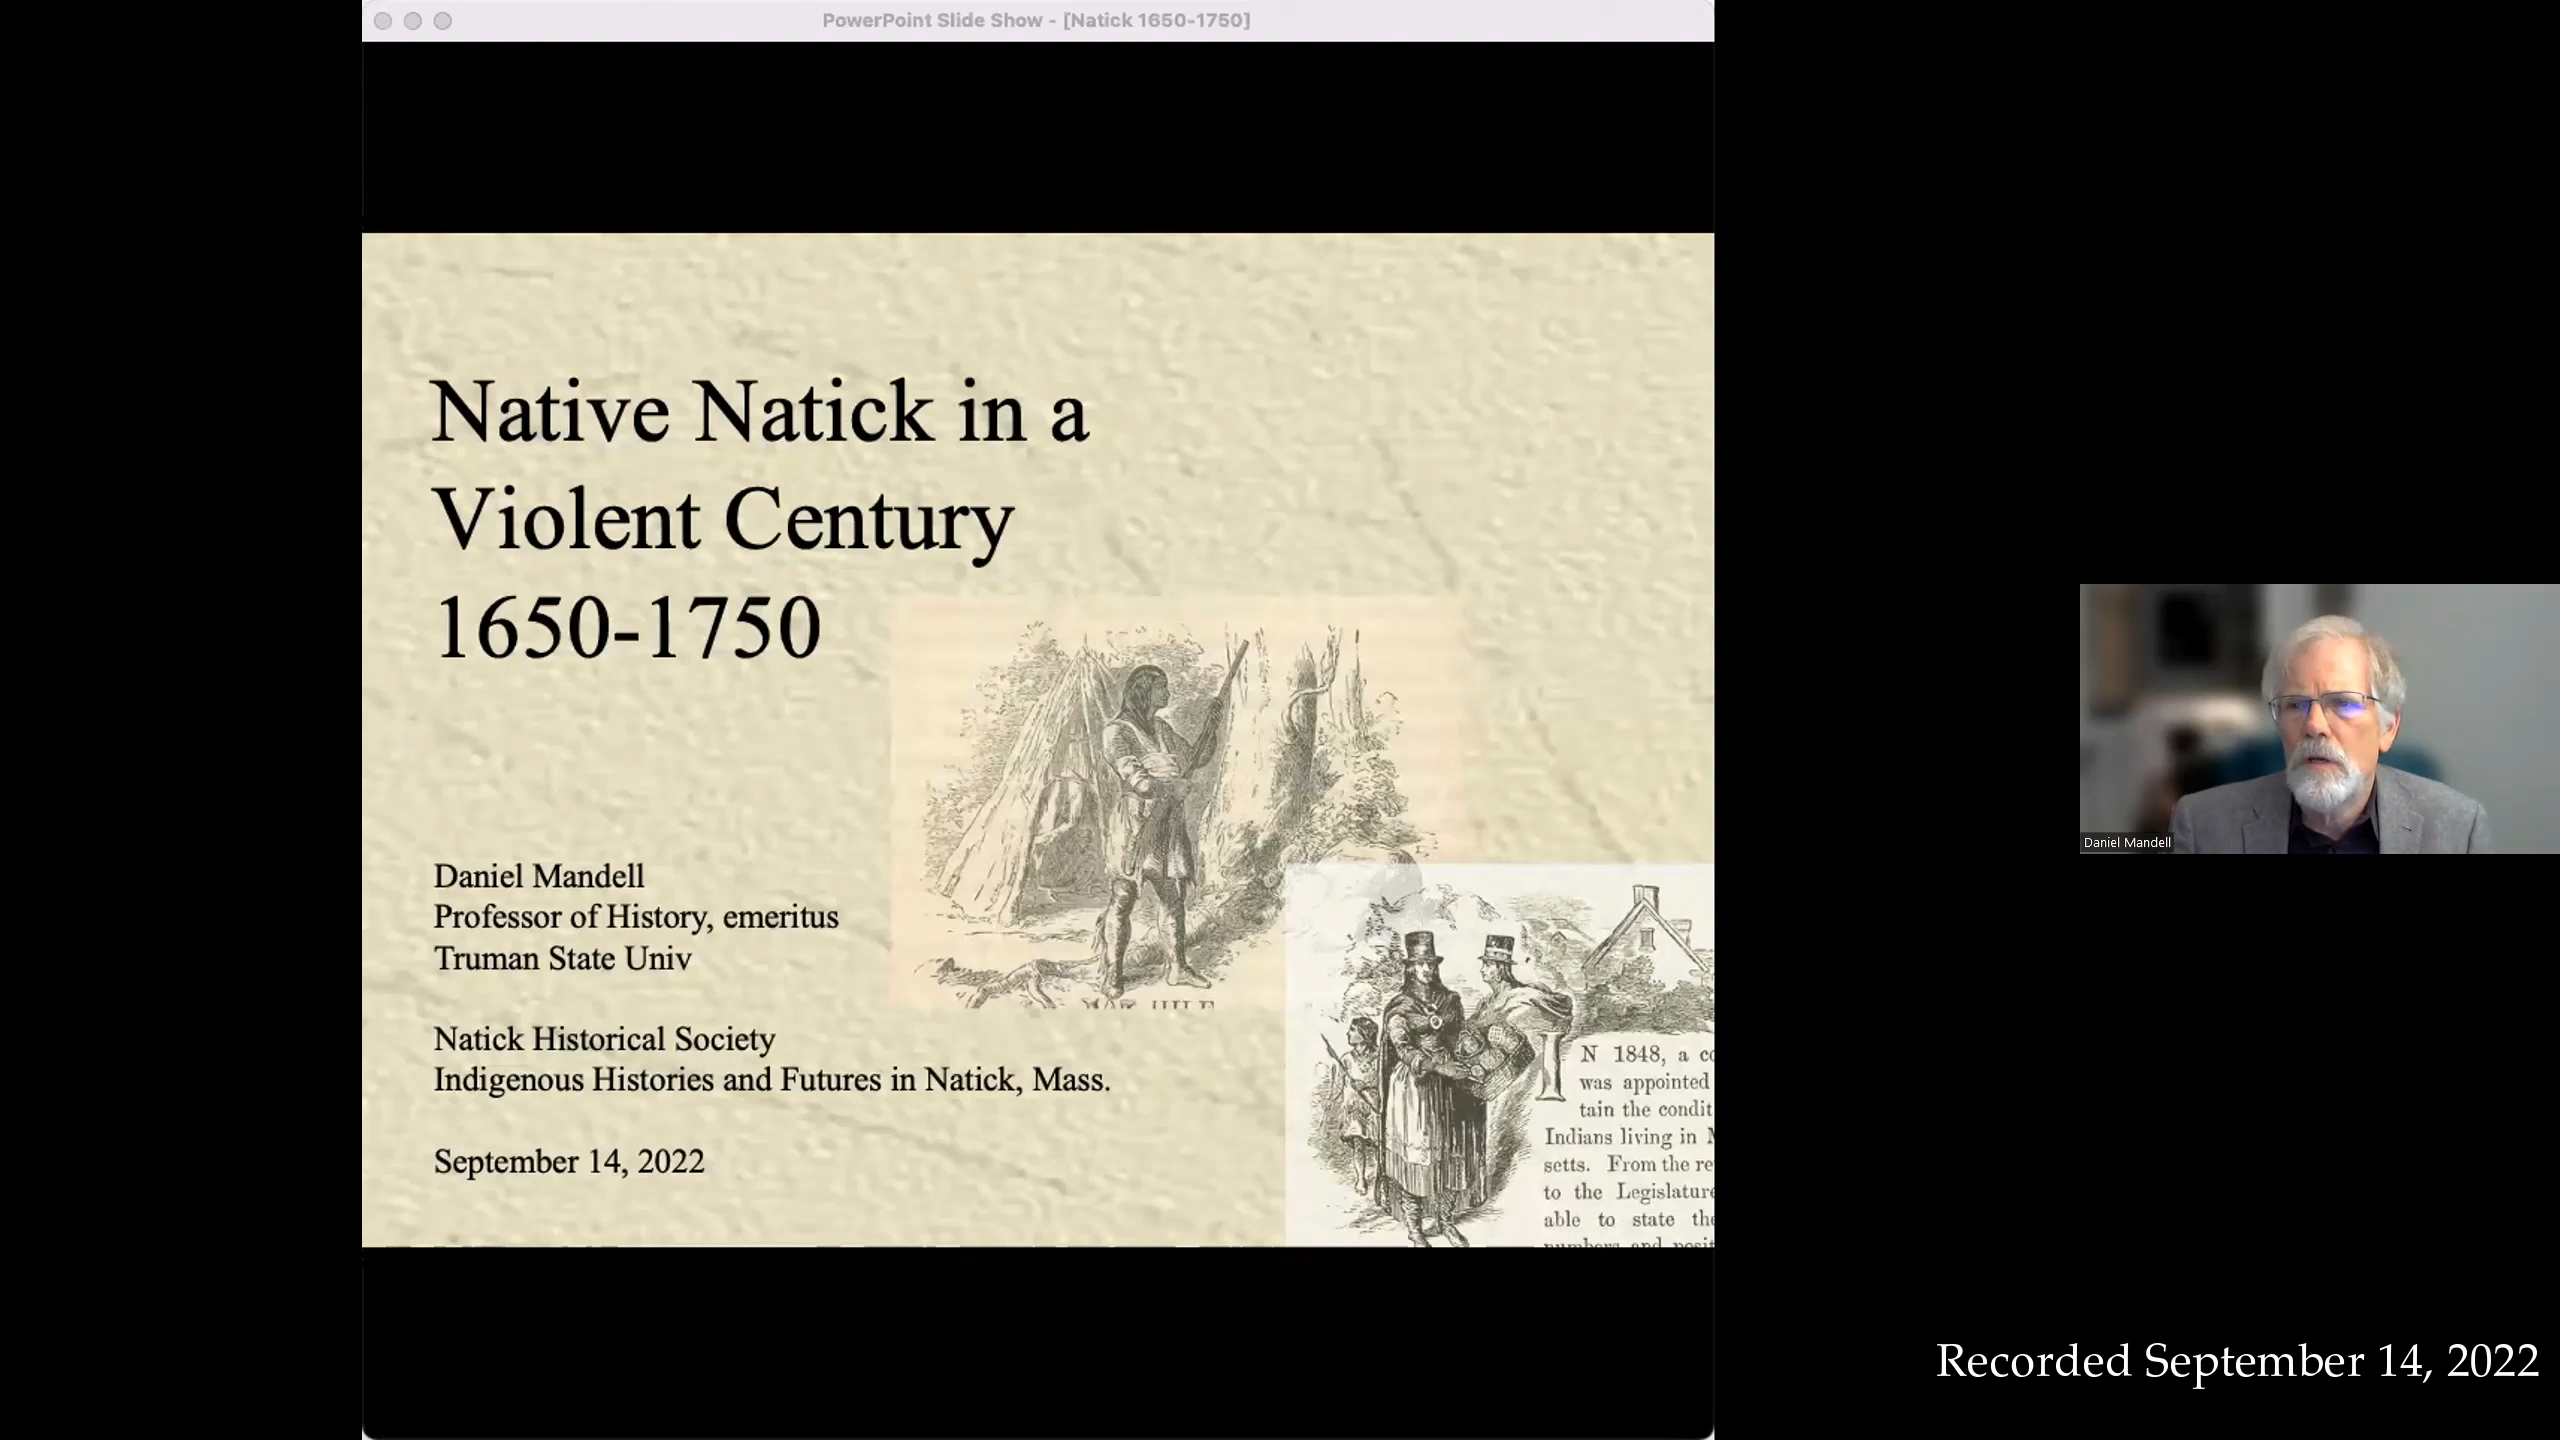 PowerPoint Slide Show - [Natick 1650-1750]
Native Natick in a
Violent Century
1650-1750
Daniel Mandell
Professor of History, emeritus
Truman State Univ
Natick Historical Society
Indigenous Histories and Futures in Natick, Mass.
September 14, 2022
N 1848, a
was appointed
tain the
Indians living in
setts. From the
to the
able to state
Daniel Mandell
Recorded September 14, 2022